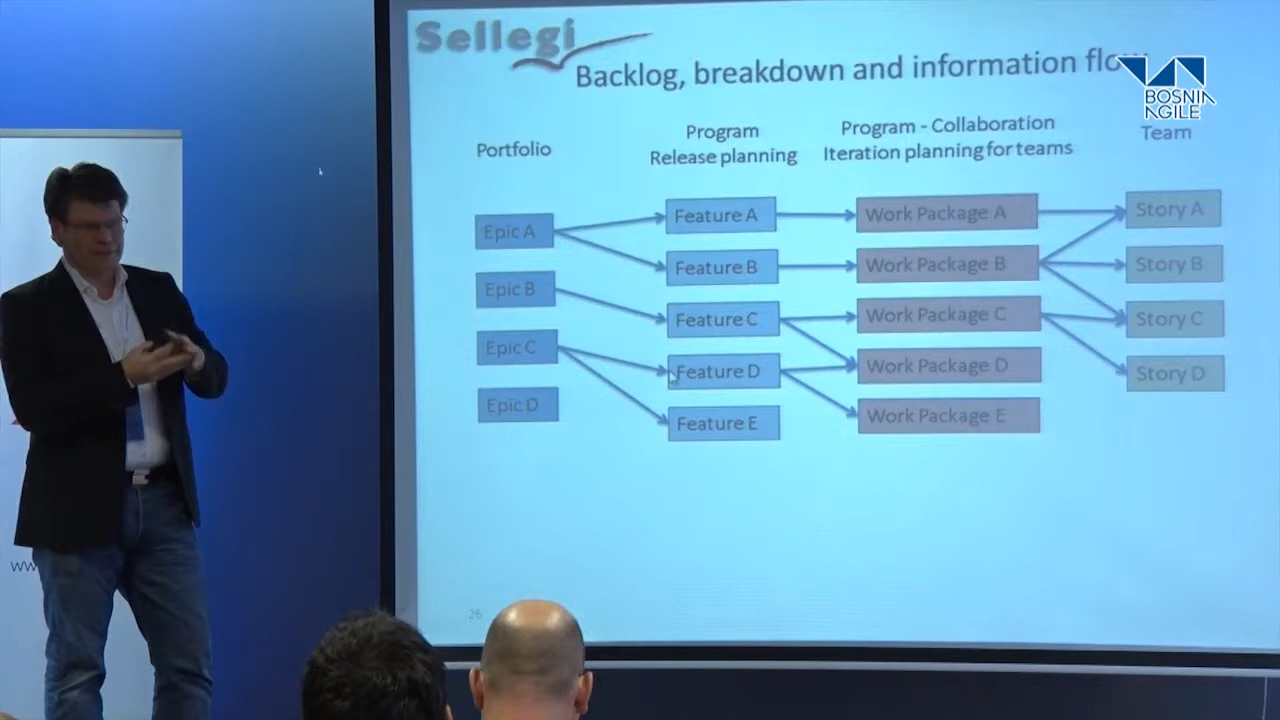 Sellegi
Backlog, breakdown and information flow
BOSNIA
AGILE
Portfolio
Program
Release planning
Program - Collaboration
Iteration planning for teams
Team
Epic A
Epic B
Epic C
Epic D
Feature A
Feature B
Feature C
Feature D
Feature E
Work Package A
Work Package B
Work Package C
Work Package D
Work Package E
Story A
Story B
Story C
Story D
26
ww